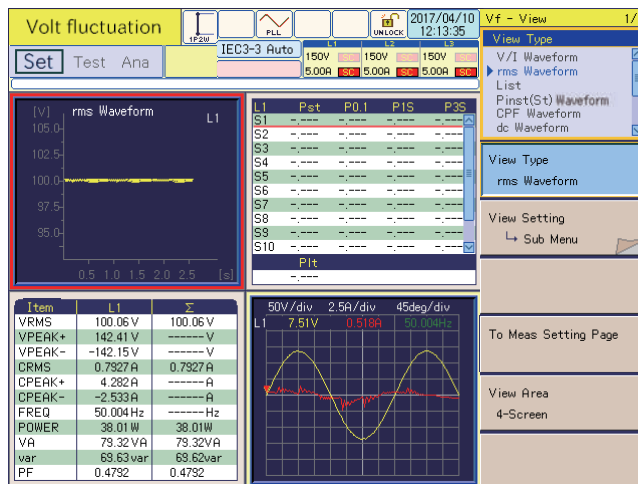 Volt fluctuation
1P2W
PLL
UNLOCK
2017/04/10
12:13:35
Vf - View 1/
Set Test Ana
IEC3-3 Auto
L1 L2 L3
150V SC 150V SC 150V SC
5.00A SC 5.00A SC 5.00A SC
View Type
V/I Waveform
rms Waveform
List
Pinst(St) Waveform
CPF Waveform
dc Waveform
[V] rms Waveform L1
105.0
102.5
100.0
97.5
95.0
0.5 1.0 1.5 2.0 2.5 [s]
L1 Pst P0.1 P1S P3S
S1 -.--- -.--- -.--- -.---
S2 -.--- -.--- -.--- -.---
S3 -.--- -.--- -.--- -.---
S4 -.--- -.--- -.--- -.---
S5 -.--- -.--- -.--- -.---
S6 -.--- -.--- -.--- -.---
S7 -.--- -.--- -.--- -.---
S8 -.--- -.--- -.--- -.---
S9 -.--- -.--- -.--- -.---
S10 -.--- -.--- -.--- -.---
Plt
-.---
View Type
rms Waveform
View Setting
Sub Menu
To Meas Setting Page
View Area
4-Screen
Item L1 Σ
VRMS 100.06 V 100.06 V
VPEAK+ 142.41 V ------V
VPEAK- -142.15 V ------V
CRMS 0.7927 A 0.7927 A
CPEAK+ 4.282 A ------A
CPEAK- -2.533 A ------A
FREQ 50.004 Hz ------Hz
POWER 38.01 W 38.01W
VA 79.32 VA 79.32VA
var 69.63 var 69.62var
PF 0.4792 0.4792
50V/div 2.5A/div 45deg/div
L1 7.51V 0.518A 50.004Hz